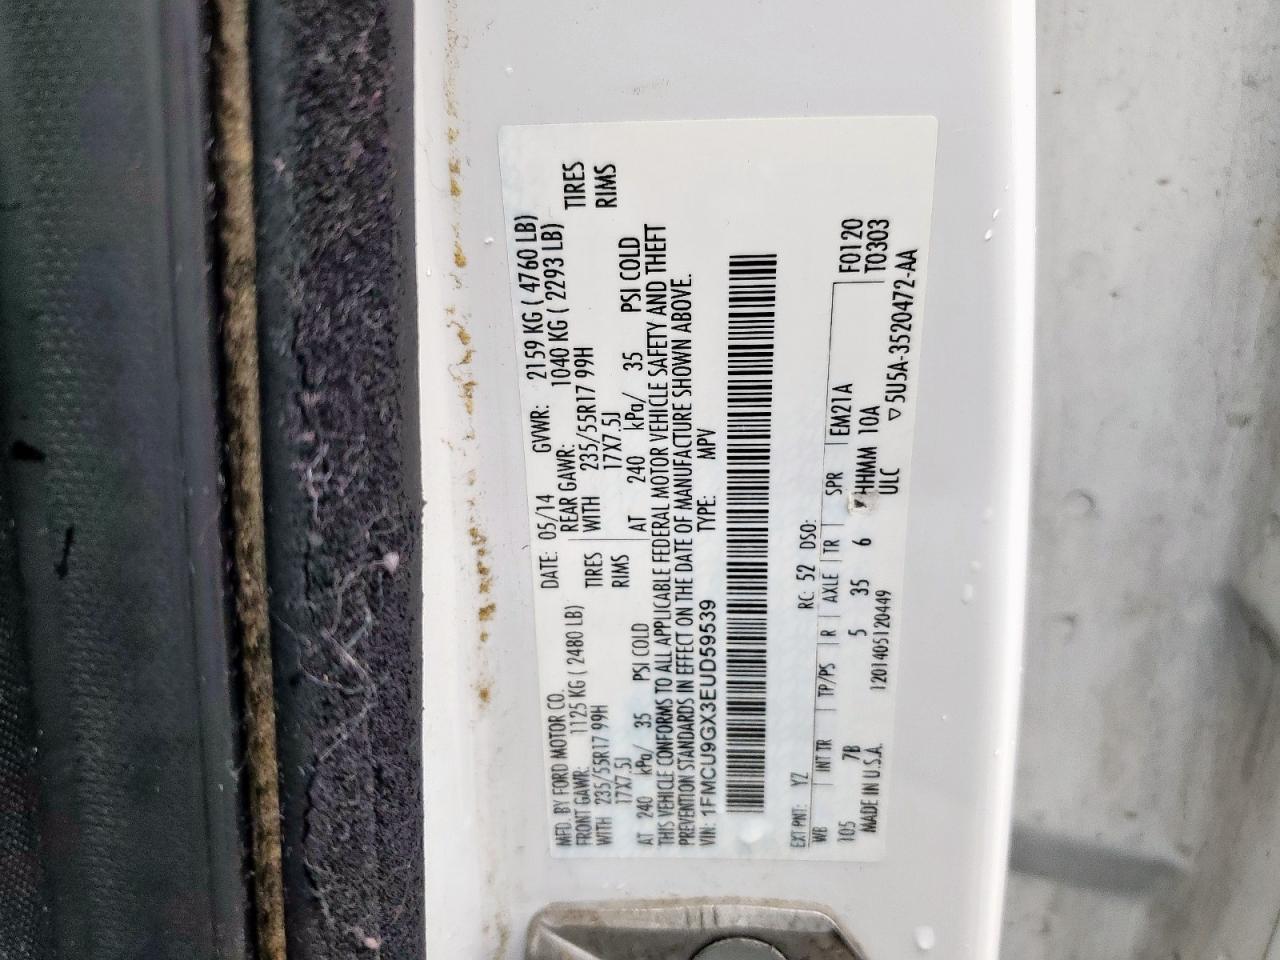 MFD. BY FORD MOTOR CO.
DATE: 05/14 GVWR: 2159 KG ( 4760 LB)
FRONT GAWR: 1125 KG ( 2480 LB)
REAR GAWR: 1040 KG ( 2293 LB)
WITH 235/55R17 99H TIRES
WITH 235/55R17 99H TIRES
17X7.5J RIMS
17X7.5J RIMS
AT 240 kPa/ 35 PSI COLD
AT 240 kPa/ 35 PSI COLD
THIS VEHICLE CONFORMS TO ALL APPLICABLE FEDERAL MOTOR VEHICLE SAFETY AND THEFT
PREVENTION STANDARDS IN EFFECT ON THE DATE OF MANUFACTURE SHOWN ABOVE.
VIN: 1FMCU9GX3EUD59539 TYPE: MPV
EXT PNT: YZ RC: 52 DSO:
WB INT TR TP/PS R AXLE TR SPR EM21A F0120
105 7B 5 35 6 HHMM 10A T0303
ULC
MADE IN U.S.A. 1201405120449 ▽5U5A-3520472-AA